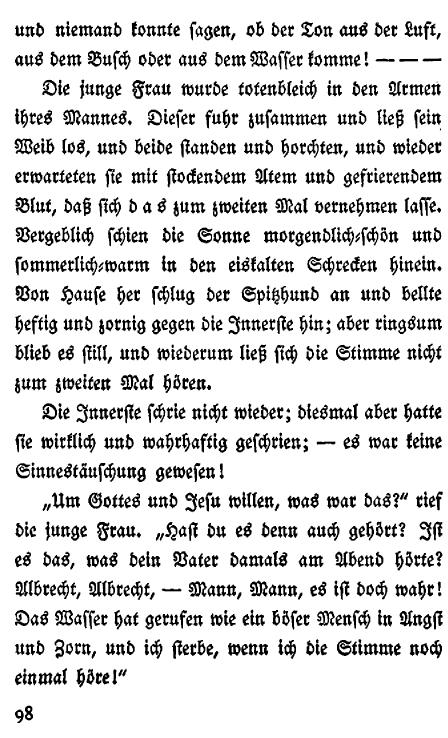 und niemand konnte sagen, ob der Ton aus der Luft,
aus dem Busch oder aus dem Wasser komme! – – –
Die junge Frau wurde totenbleich in den Armen
ihres Mannes. Dieser fuhr zusammen und ließ sein
Weib los, und beide standen und horchten, und wieder
erwarteten sie mit stockendem Atem und gefrierendem
Blut, daß sich d a s zum zweiten Mal vernehmen lasse.
Vergeblich schien die Sonne morgendlich-schön und
sommerlich-warm in den eiskalten Schrecken hinein.
Von Hause her schlug der Spitzhund an und bellte
heftig und zornig gegen die Innerste hin; aber ringsum
blieb es still, und wiederum ließ sich die Stimme nicht
zum zweiten Mal hören.
Die Innerste schrie nicht wieder; diesmal aber hatte
sie wirklich und wahrhaftig geschrien; – es war keine
Sinnestäuschung gewesen!
„Um Gottes und Jesu willen, was war das?“ rief
die junge Frau. „Hast du es denn auch gehört? Ist
es das, was dein Vater damals am Abend hörte?
Albrecht, Albrecht, – Mann, Mann, es ist doch wahr!
Das Wasser hat gerufen wie ein böser Mensch in Angst
und Zorn, und ich sterbe, wenn ich die Stimme noch
einmal höre!“
98